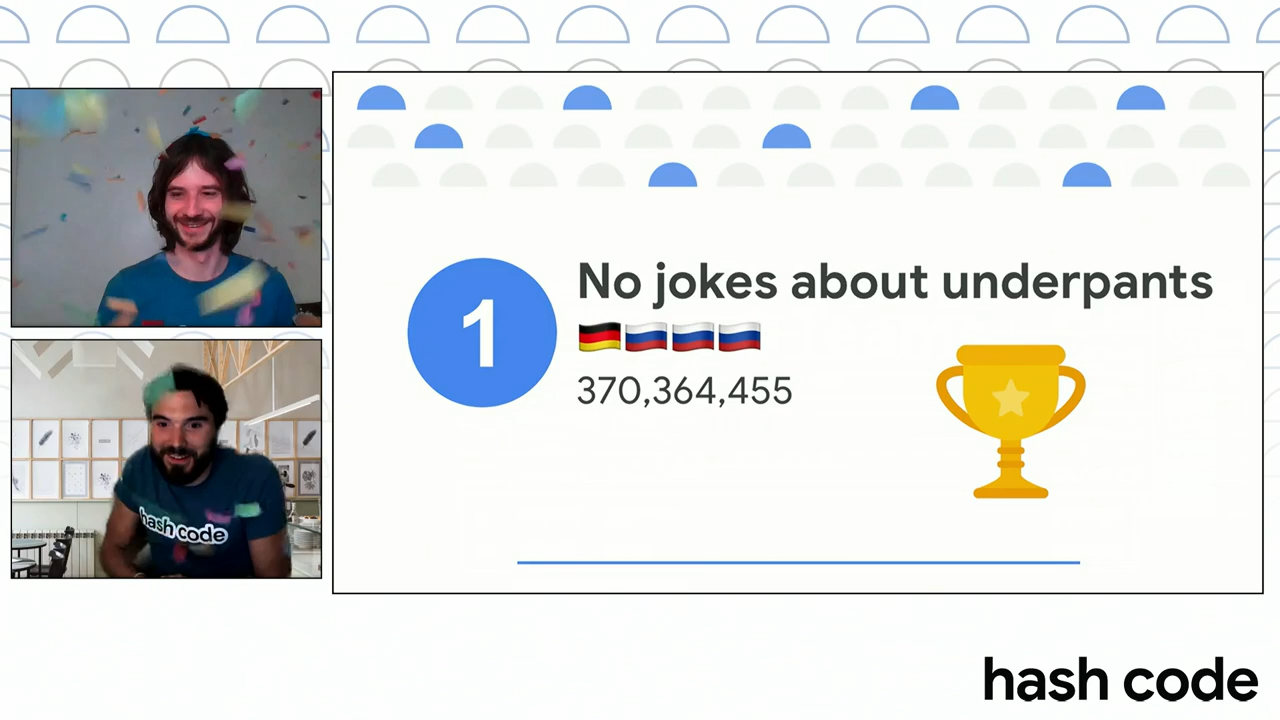 1
No jokes about underpants
370,364,455
hash code
hash code